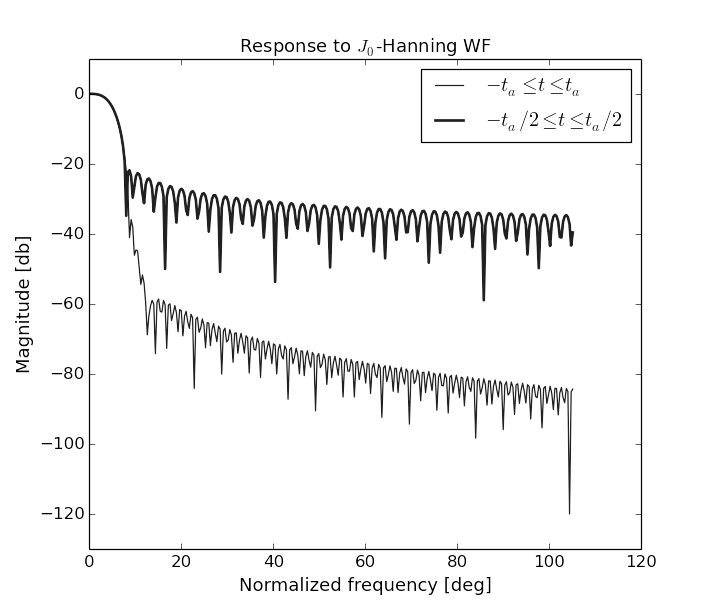 Response to J₀-Hanning WF
−tₐ ≤t ≤tₐ
−tₐ/2 ≤t ≤tₐ/2
Magnitude [db]
0
−20
−40
−60
−80
−100
−120
0 20 40 60 80 100 120
Normalized frequency [deg]